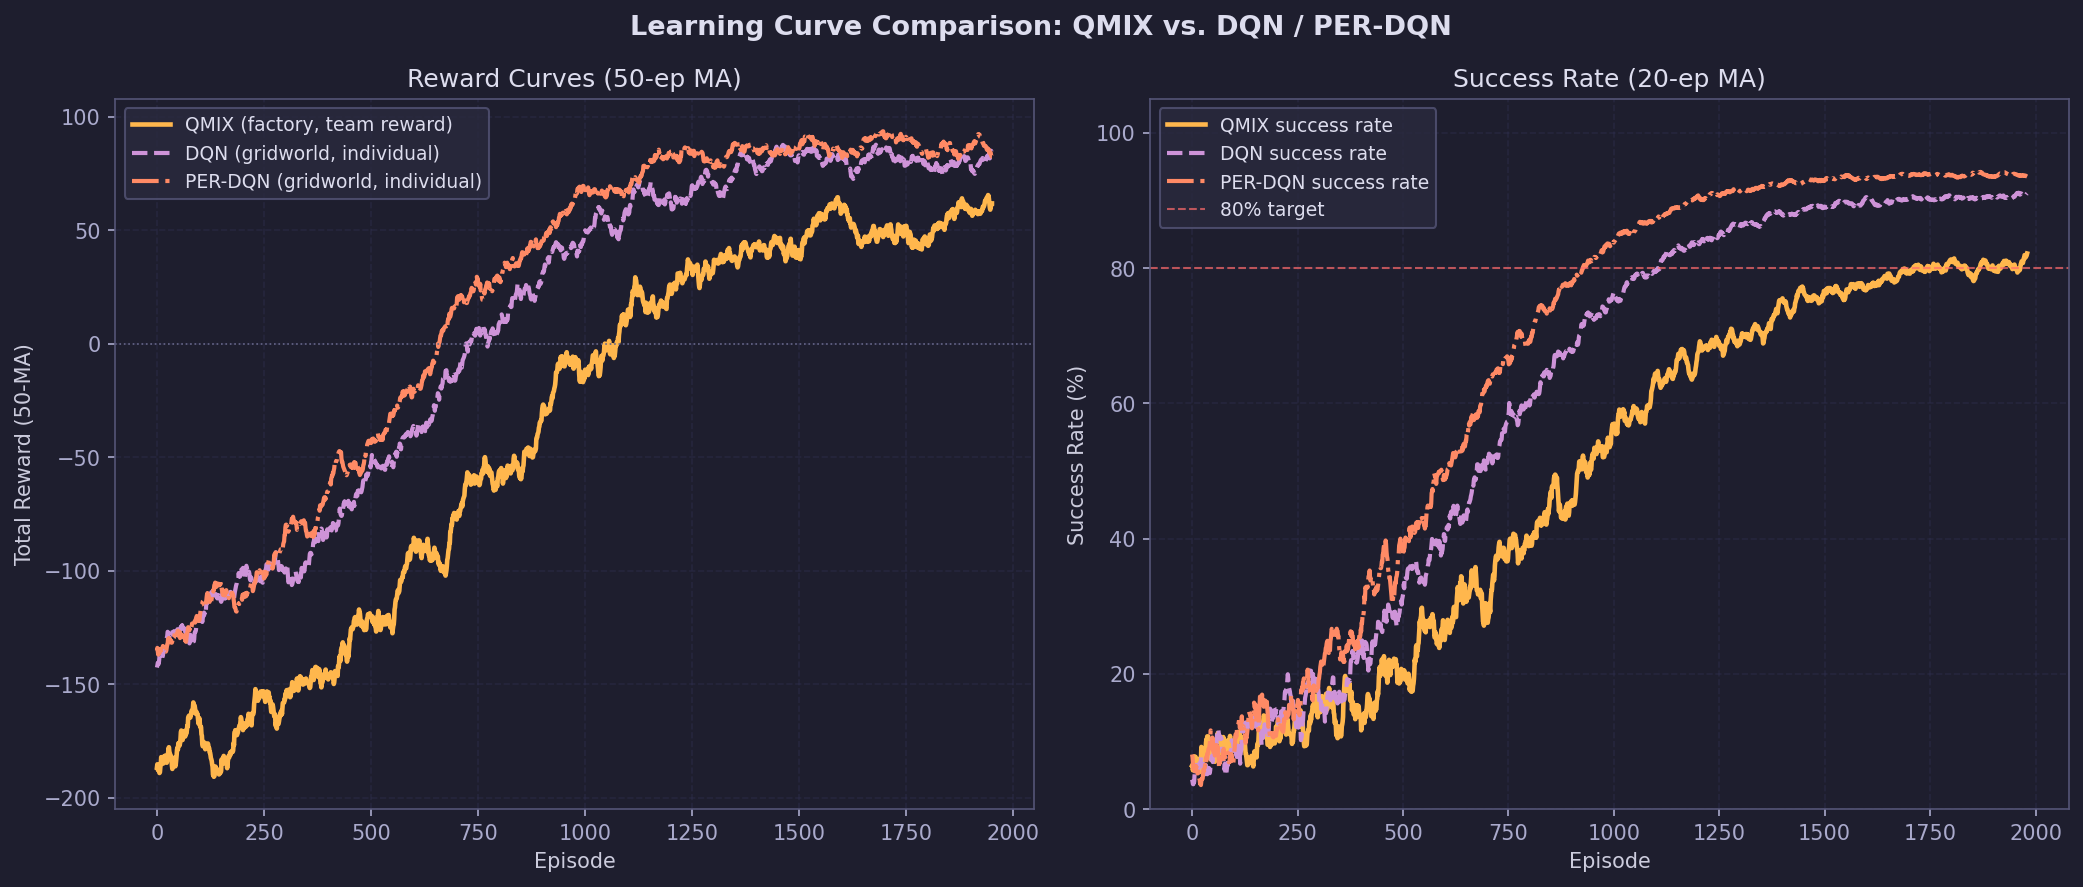 Learning Curve Comparison: QMIX vs. DQN / PER-DQN
Reward Curves (50-ep MA)
QMIX (factory, team reward)
DQN (gridworld, individual)
PER-DQN (gridworld, individual)
100
50
0
−50
−100
−150
−200
Total Reward (50-MA)
0 250 500 750 1000 1250 1500 1750 2000
Episode
Success Rate (20-ep MA)
QMIX success rate
DQN success rate
PER-DQN success rate
80% target
100
80
60
40
20
0
Success Rate (%)
0 250 500 750 1000 1250 1500 1750 2000
Episode